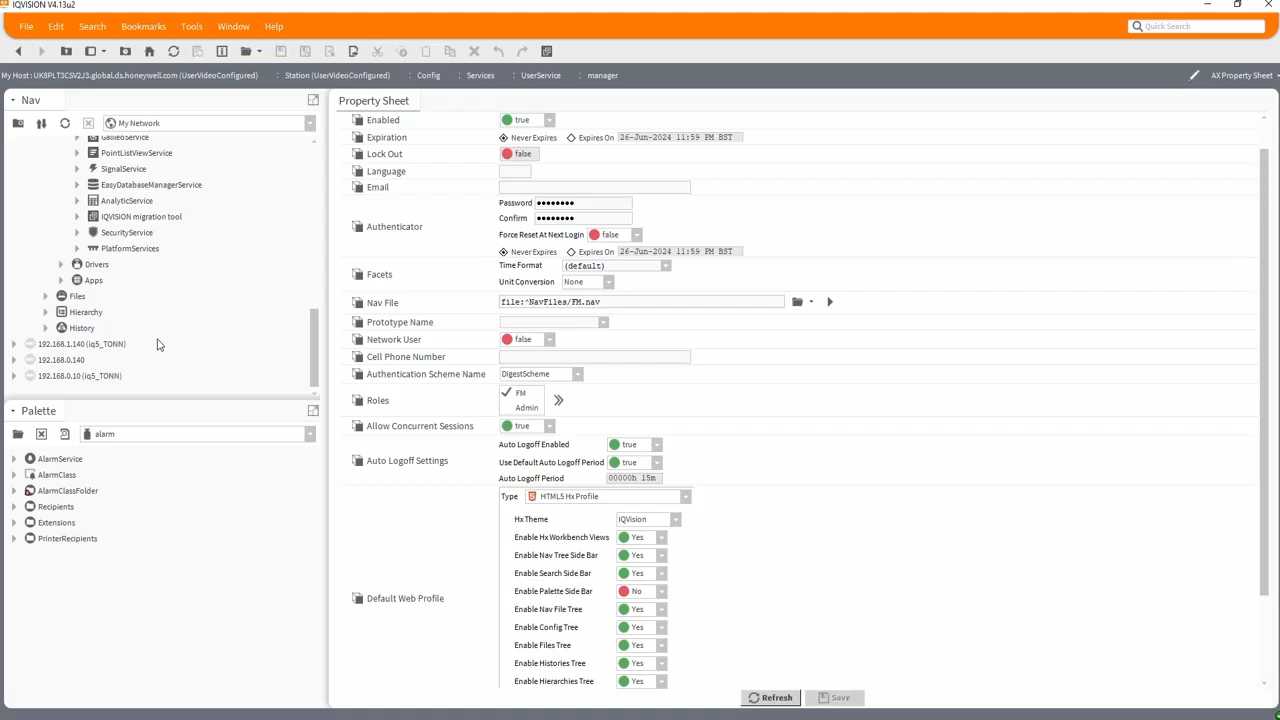 IQVISION V4.13u2
File Edit Search Bookmarks Tools Window Help
Quick Search
My Host : UK8PLT3CSV2J3.global.ds.honeywell.com (UserVideoConfigured) Station (UserVideoConfigured) Config Services UserService manager AX Property Sheet
Nav
My Network
GalileoService
PointListViewService
SignalService
EasyDatabaseManagerService
AnalyticService
IQVISION migration tool
SecurityService
PlatformServices
Drivers
Apps
Files
Hierarchy
History
192.168.1.140 (iq5_TONN)
192.168.0.140
192.168.0.10 (iq5_TONN)
Palette
alarm
AlarmService
AlarmClass
AlarmClassFolder
Recipients
Extensions
PrinterRecipients
Property Sheet
Enabled true
Expiration Never Expires Expires On 26-Jun-2024 11:59 PM BST
Lock Out false
Language
Email
Authenticator
Password ••••••••
Confirm ••••••••
Force Reset At Next Login false
Never Expires Expires On 26-Jun-2024 11:59 PM BST
Facets
Time Format (default)
Unit Conversion None
Nav File file:^NavFiles/FM.nav
Prototype Name
Network User false
Cell Phone Number
Authentication Scheme Name DigestScheme
Roles
FM
Admin
Allow Concurrent Sessions true
Auto Logoff Settings
Auto Logoff Enabled true
Use Default Auto Logoff Period true
Auto Logoff Period 00000h 15m
Default Web Profile
Type HTML5 Hx Profile
Hx Theme IQVision
Enable Hx Workbench Views Yes
Enable Nav Tree Side Bar Yes
Enable Search Side Bar Yes
Enable Palette Side Bar No
Enable Nav File Tree Yes
Enable Config Tree Yes
Enable Files Tree Yes
Enable Histories Tree Yes
Enable Hierarchies Tree Yes
Refresh Save